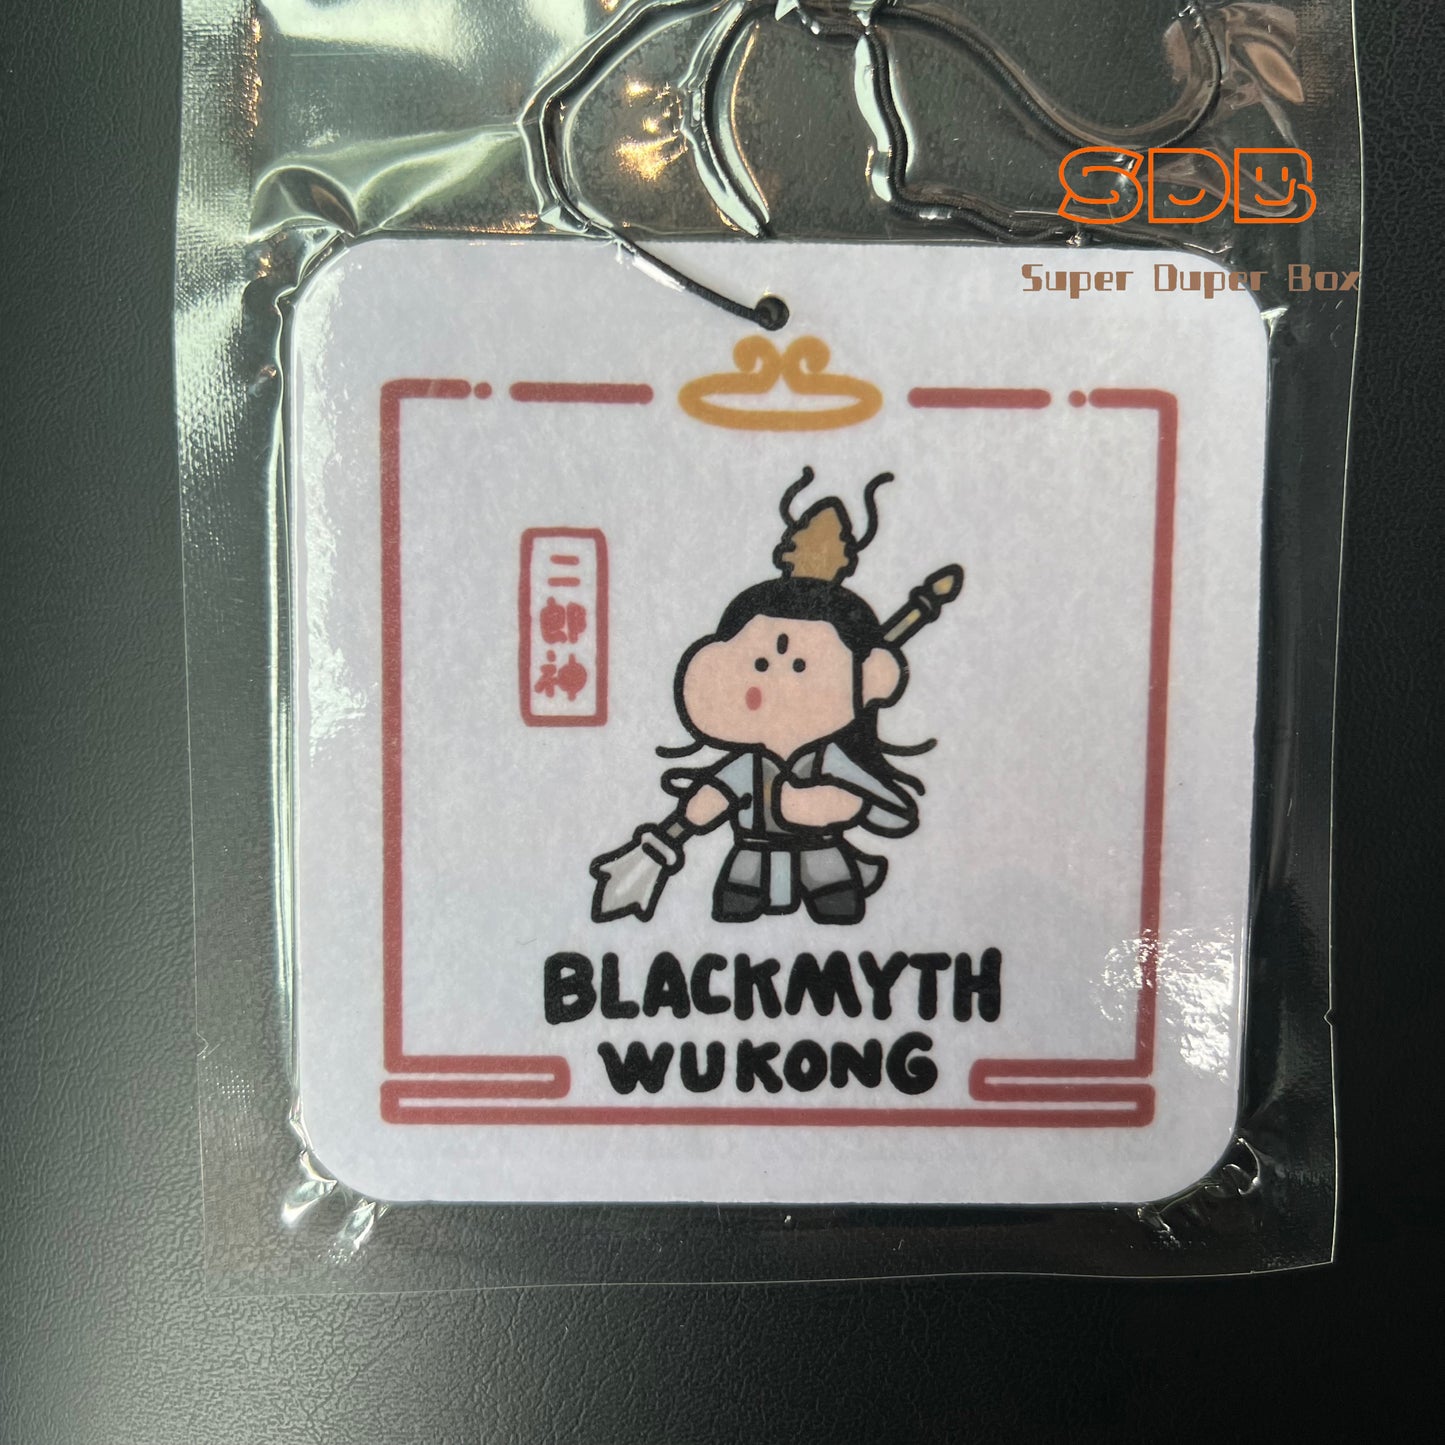 SDB
Super Duper Box
二郎神
BLACKMYTH
WUKONG